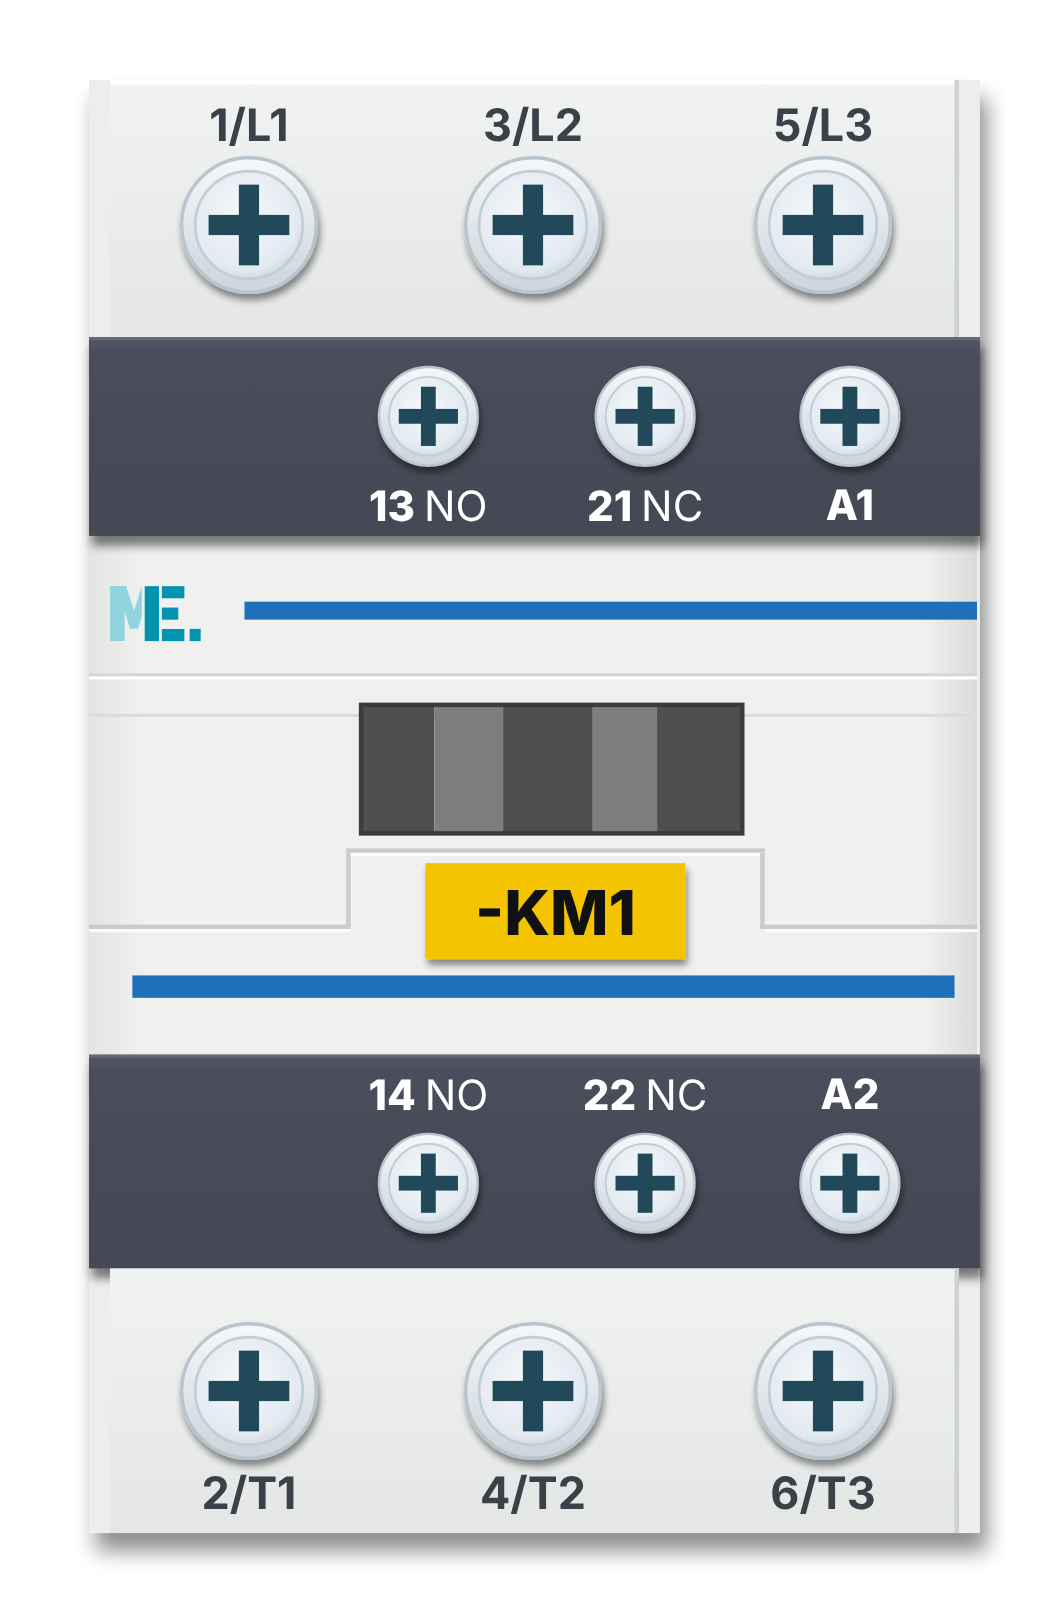 1/L1 3/L2 5/L3
13 NO 21 NC A1
ME.
-KM1
14 NO 22 NC A2
2/T1 4/T2 6/T3